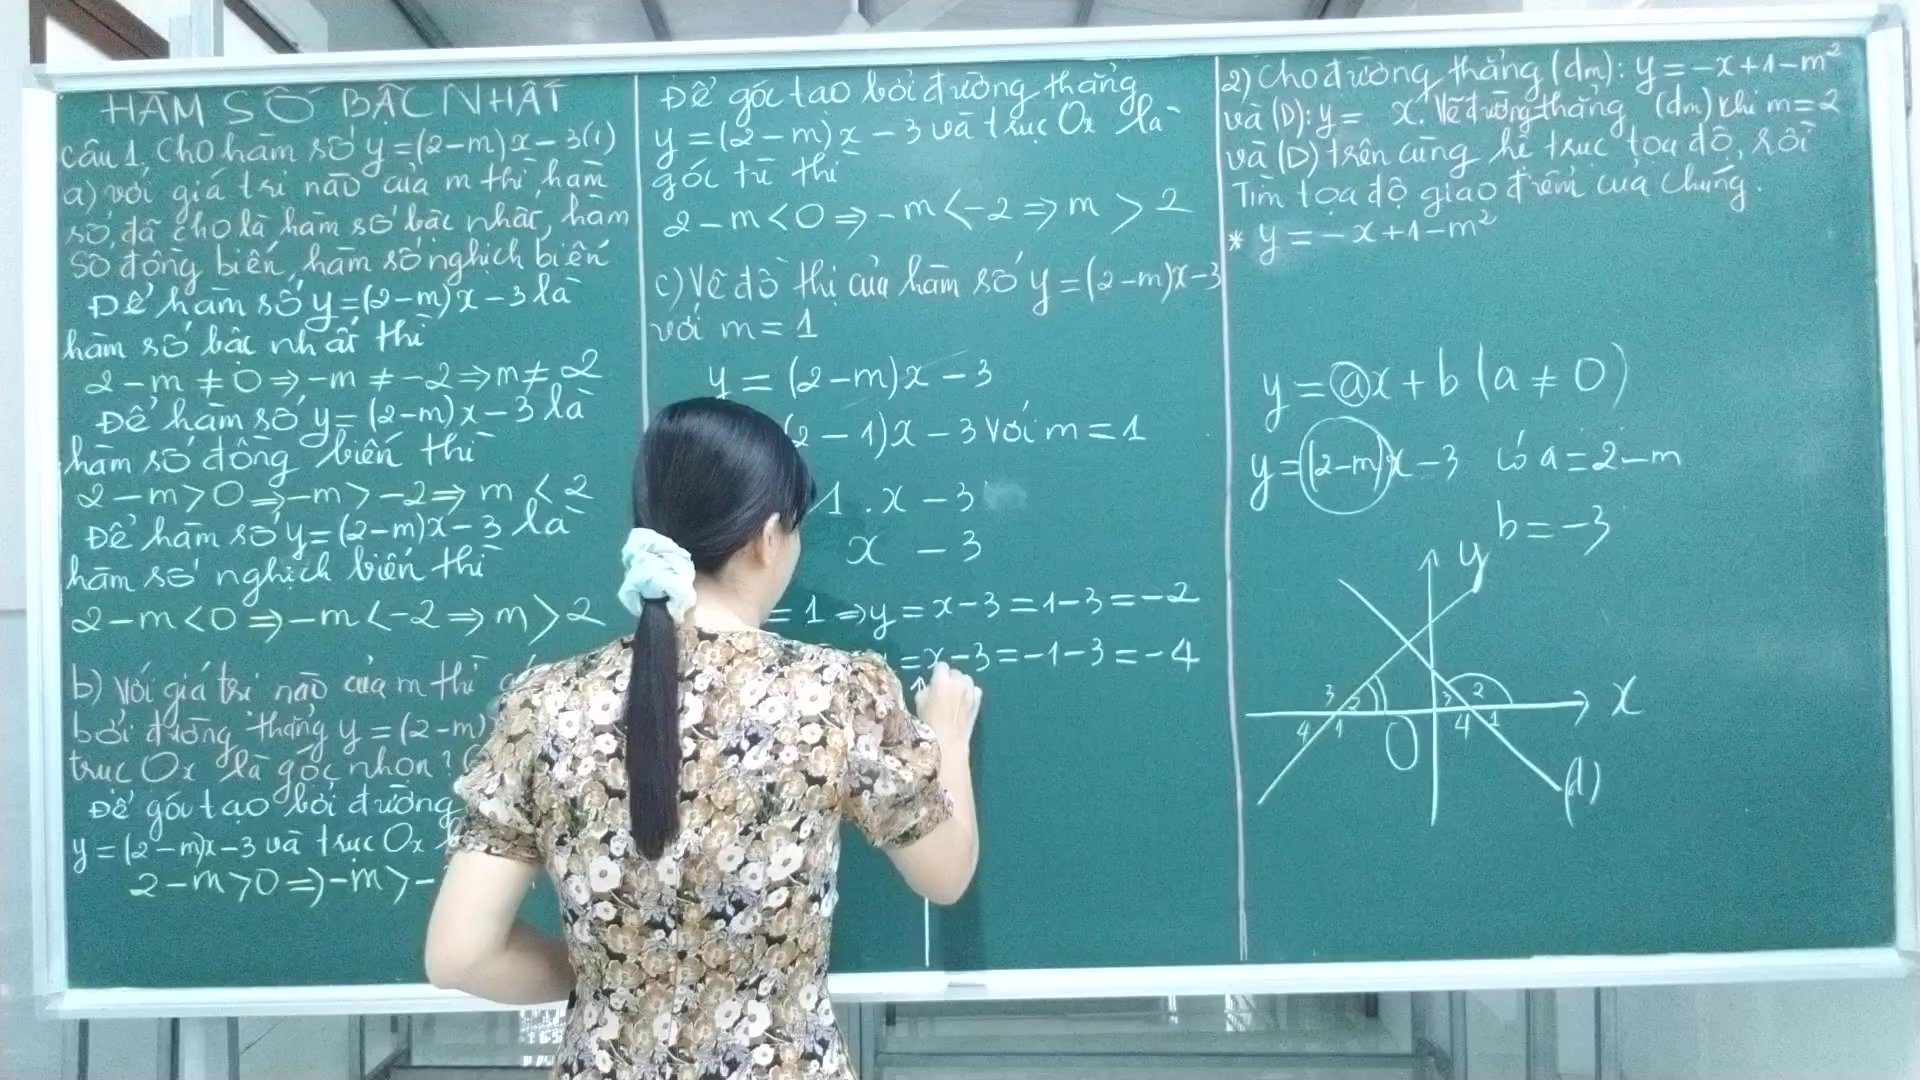 HÀM SỐ BẬC NHẤT
Câu 1. Cho hàm số y=(2-m)x-3(1)
a) với giá trị nào của m thì hàm
số đã cho là hàm số bậc nhất, hàm
số đồng biến, hàm số nghịch biến
Để hàm số y=(2-m)x-3 là
hàm số bậc nhất thì
2-m≠0⇒-m≠-2⇒m≠2
Để hàm số y=(2-m)x-3 là
hàm số đồng biến thì
2-m>0⇒-m>-2⇒m<2
Để hàm số y=(2-m)x-3 là
hàm số nghịch biến thì
2-m<0⇒-m<-2⇒m>2
b) Với giá trị nào của m thì
bởi đường thẳng y=(2-m)
trục Ox là góc nhọn?
Để góc tạo bởi đường
y=(2-m)x-3 và trục Ox
2-m>0⇒-m>-
Để góc tạo bởi đường thẳng
y=(2-m)x-3 và trục Ox là
góc tù thì
2-m<0⇒-m<-2⇒m>2
c) Vẽ đồ thị của hàm số y=(2-m)x-3
với m=1
y=(2-m)x-3
(2-1)x-3 Với m=1
1.x-3
x-3
=1⇒y=x-3=1-3=-2
=x-3=-1-3=-4
2) Cho đường thẳng (dm): y=-x+1-m²
và (D): y= x. Vẽ đường thẳng (dm) khi m=2
và (D) trên cùng hệ trục tọa độ, rồi
Tìm tọa độ giao điểm của chúng.
* y=-x+1-m²
y=ax+b (a≠0)
y=(2-m)x-3 có a=2-m
b=-3
y
3 2 3 2 x
4 1 O 4 1
(d)